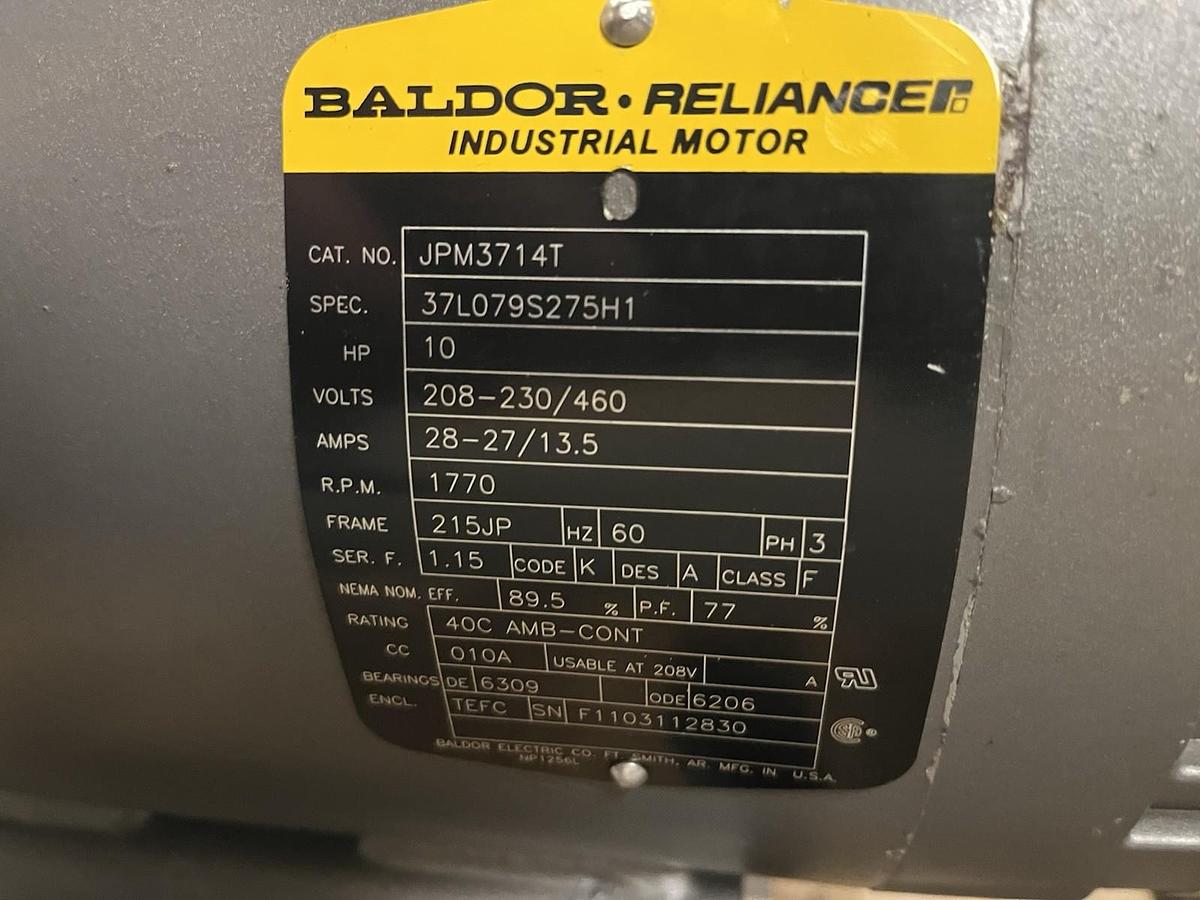 BALDOR • RELIANCER
INDUSTRIAL MOTOR
CAT. NO. JPM3714T
SPEC. 37L079S275H1
HP 10
VOLTS 208-230/460
AMPS 28-27/13.5
R.P.M. 1770
FRAME 215JP HZ 60 PH 3
SER. F. 1.15 CODE K DES A CLASS F
NEMA NOM. EFF. 89.5 % P.F. 77 %
RATING 40C AMB-CONT
CC 010A USABLE AT 208V A
BEARINGS DE 6309 ODE 6206
ENCL. TEFC SN F1103112830
BALDOR ELECTRIC CO. FT. SMITH, AR. MFG. IN U.S.A.
NP1256L